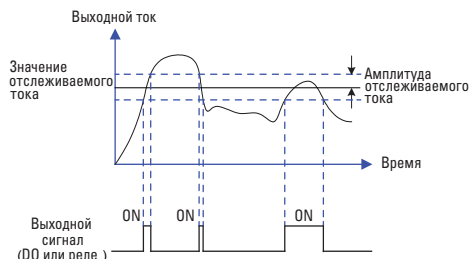 Выходной ток
Значение
отслеживаемого
тока
Амплитуда
отслеживаемого
тока
Время
ON
ON
ON
Выходной
сигнал
(DO или реле )